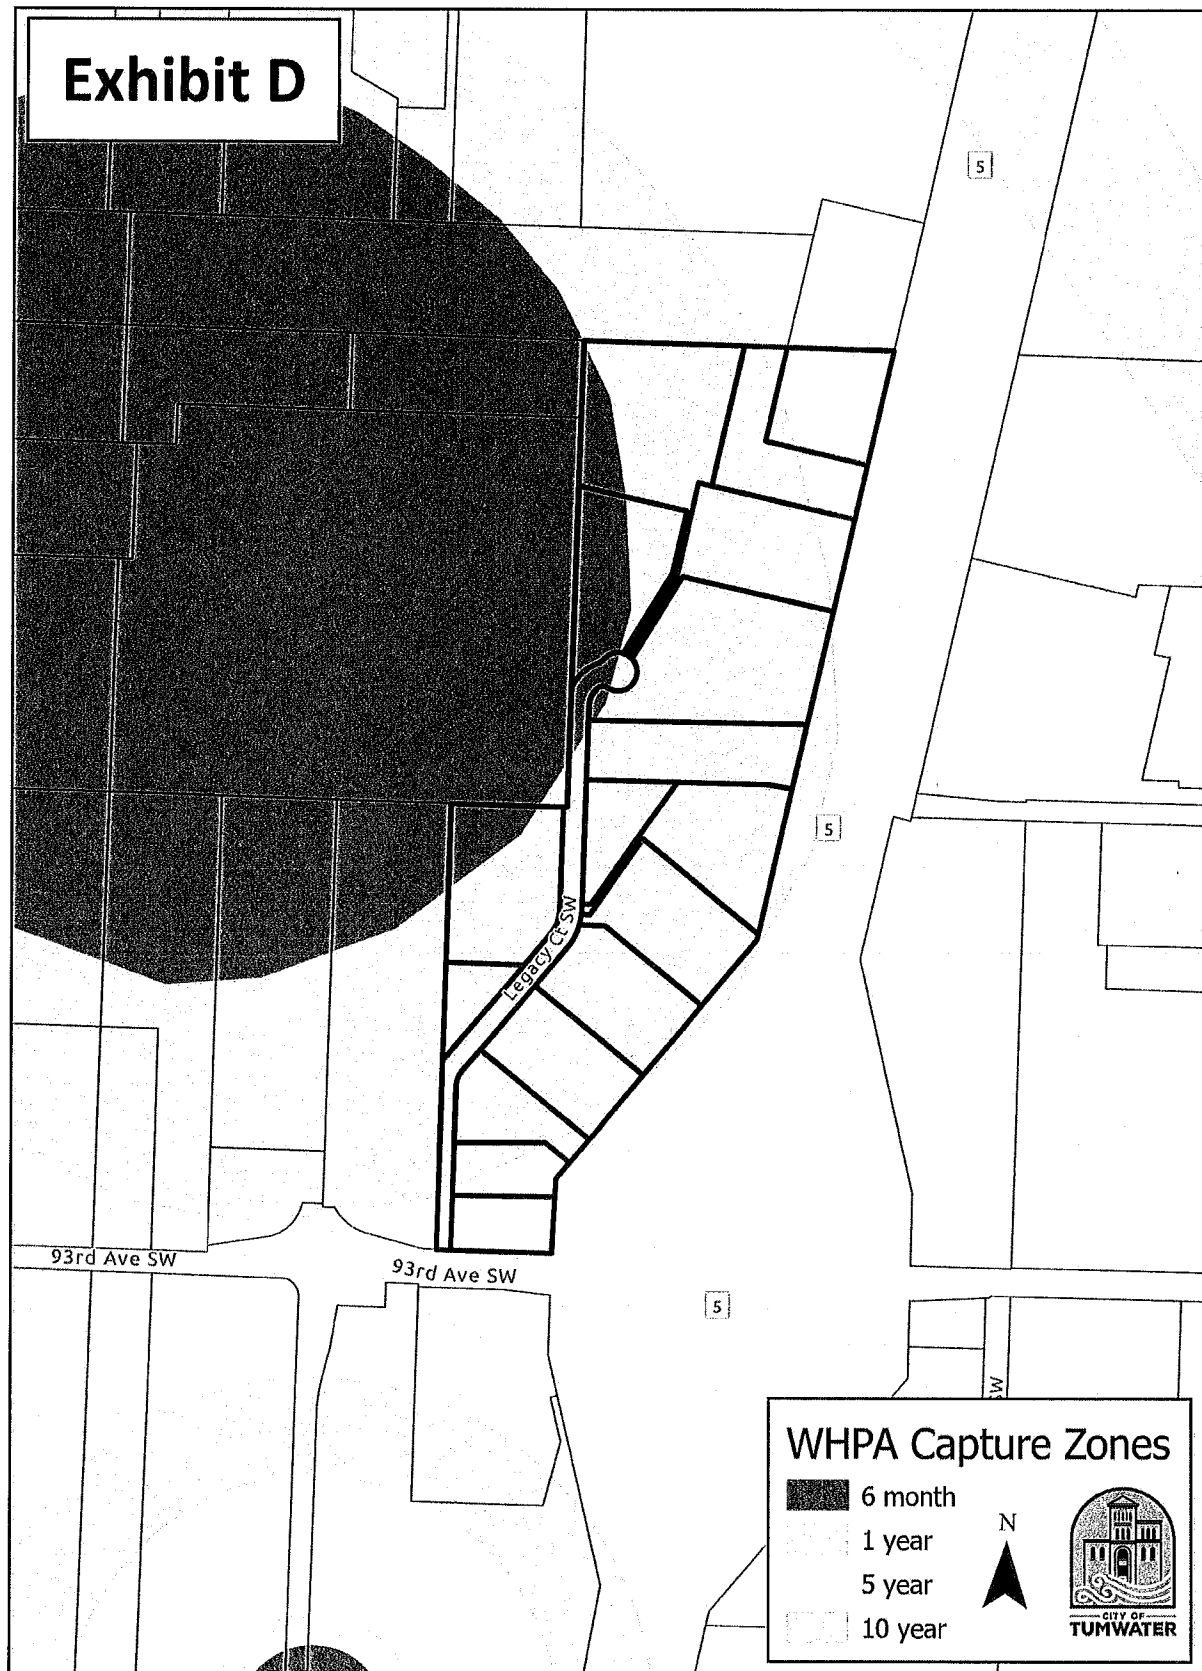 Exhibit D
5
5
Legacy Ct SW
93rd Ave SW
93rd Ave SW
5
SW
WHPA Capture Zones
6 month
1 year
5 year
10 year
N
CITY OF
TUMWATER